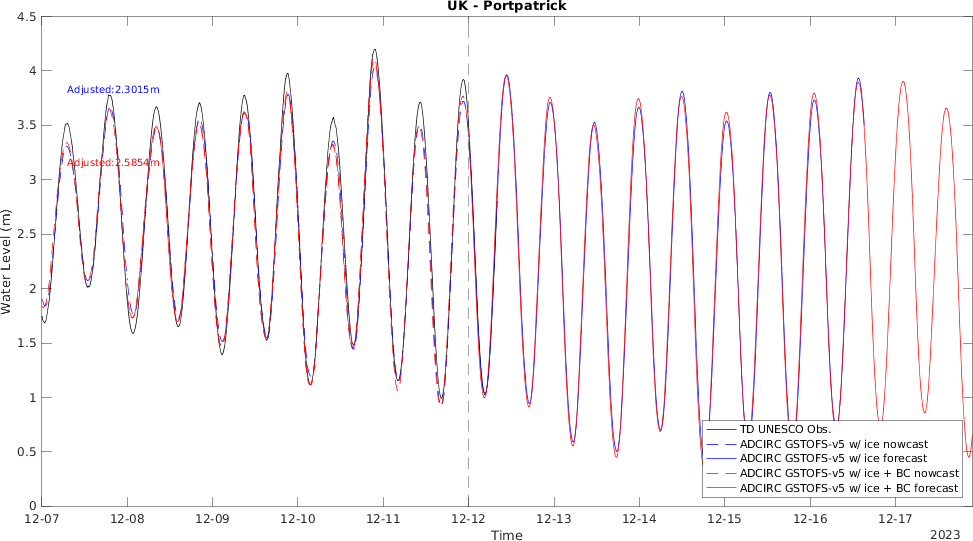 UK - Portpatrick
4.5
4
3.5
3
2.5
2
1.5
1
0.5
0
Water Level (m)
Adjusted:2.3015m
Adjusted:2.5854m
TD UNESCO Obs.
ADCIRC GSTOFS-v5 w/ ice nowcast
ADCIRC GSTOFS-v5 w/ ice forecast
ADCIRC GSTOFS-v5 w/ ice + BC nowcast
ADCIRC GSTOFS-v5 w/ ice + BC forecast
12-07 12-08 12-09 12-10 12-11 12-12 12-13 12-14 12-15 12-16 12-17
Time
2023